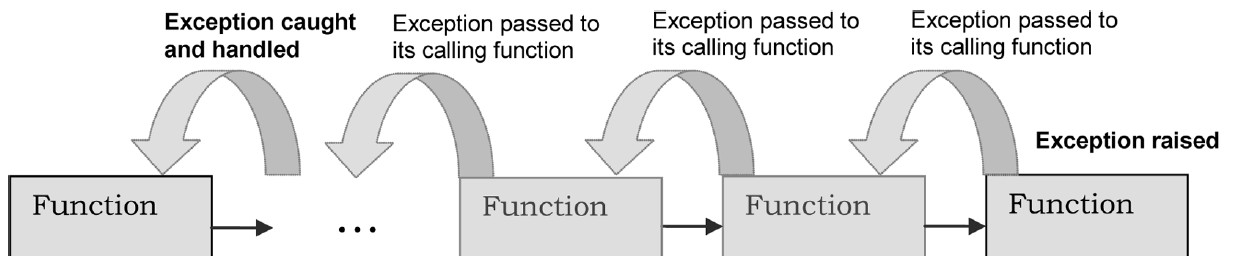 Exception caught
and handled
Exception passed to
its calling function
Exception passed to
its calling function
Exception passed to
its calling function
Exception raised
Function
...
Function
Function
Function